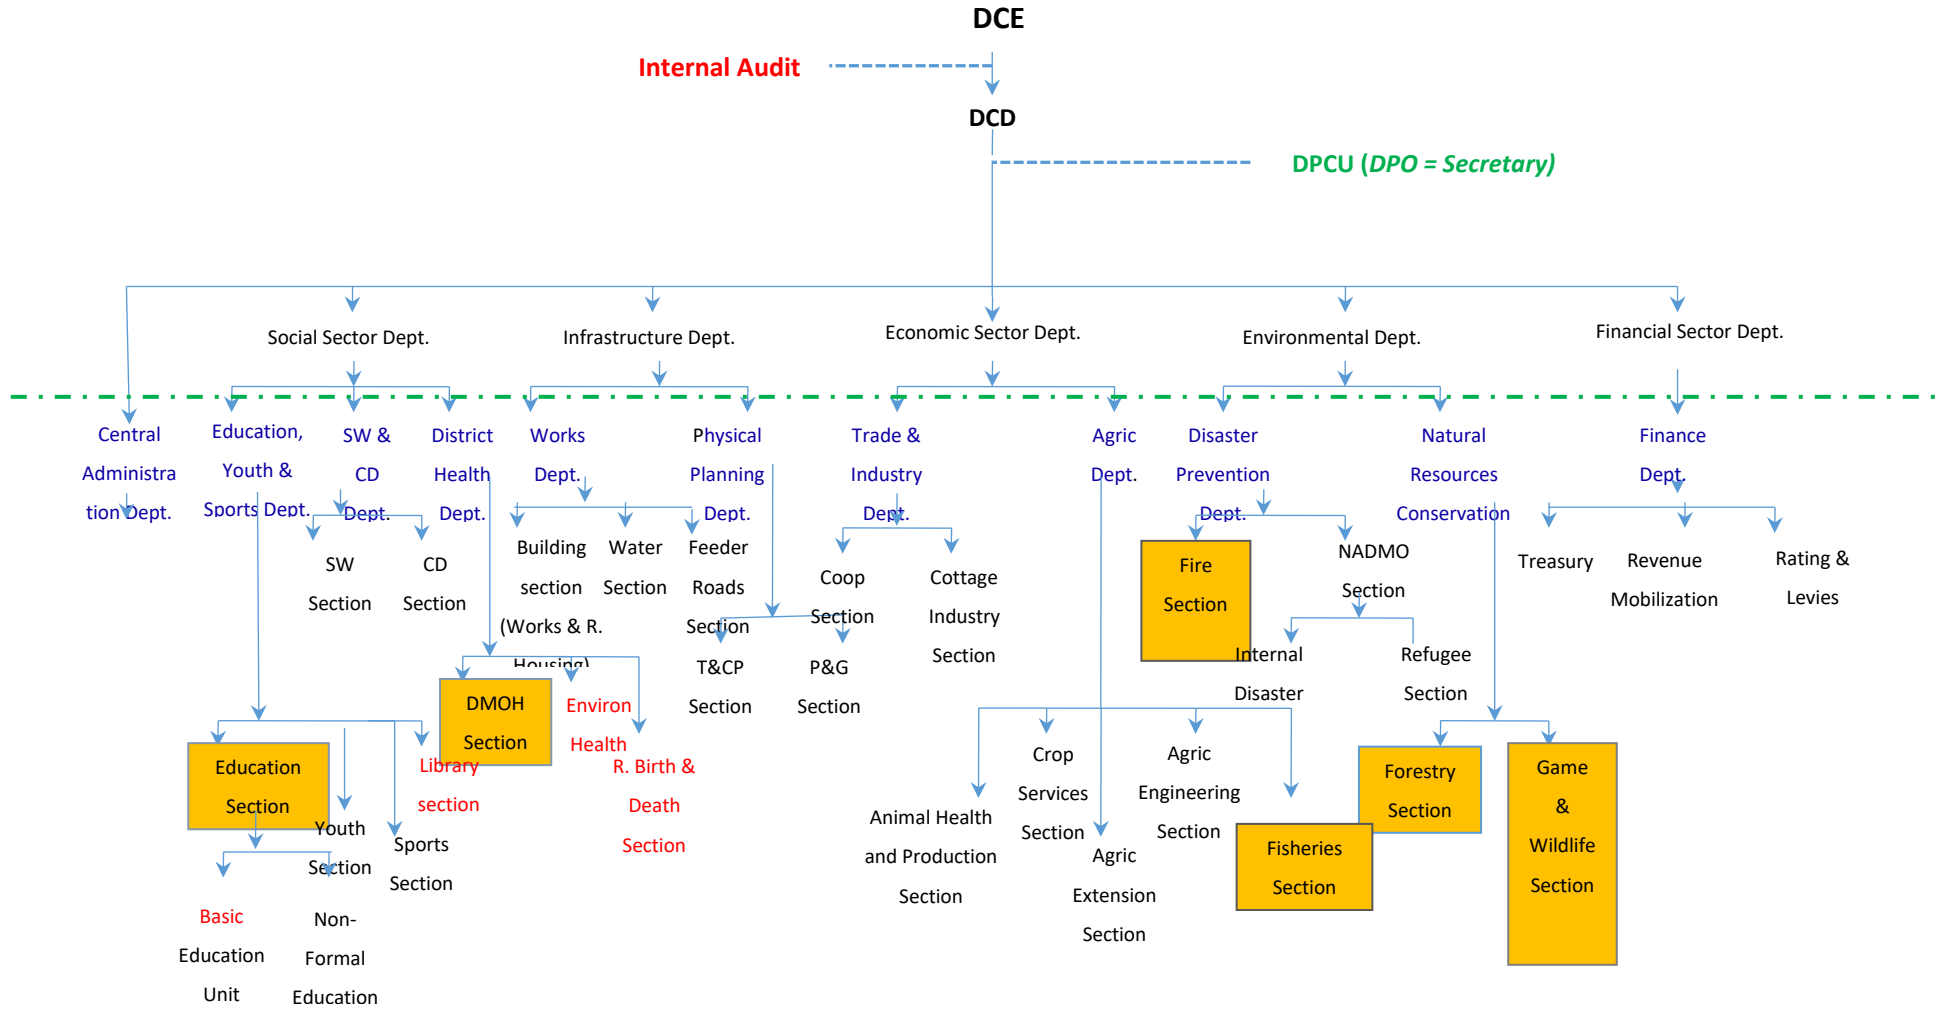 DCE
Internal Audit
DCD
DPCU (DPO = Secretary)
Social Sector Dept.
Infrastructure Dept.
Economic Sector Dept.
Environmental Dept.
Financial Sector Dept.
Central
Administra
tion Dept.
Education,
Youth &
Sports Dept.
SW &
CD
Dept.
District
Health
Dept.
Works
Dept.
Physical
Planning
Dept.
Trade &
Industry
Dept.
Agric
Dept.
Disaster
Prevention
Dept.
Natural
Resources
Conservation
Finance
Dept.
SW
Section
CD
Section
Building
section
(Works & R.
Housing)
Water
Section
Feeder
Roads
Section
Coop
Section
Cottage
Industry
Section
Fire
Section
NADMO
Section
Treasury
Revenue
Mobilization
Rating &
Levies
T&CP
Section
P&G
Section
Internal
Disaster
Refugee
Section
DMOH
Section
Environ
Health
R. Birth &
Death
Section
Education
Section
Youth
Section
Sports
Section
Library
section
Basic
Education
Unit
Non-
Formal
Education
Animal Health
and Production
Section
Crop
Services
Section
Agric
Extension
Section
Agric
Engineering
Section
Fisheries
Section
Forestry
Section
Game
&
Wildlife
Section